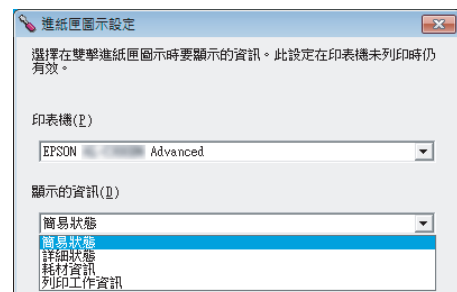 進紙匣圖示設定
選擇在雙擊進紙匣圖示時要顯示的資訊。此設定在印表機未列印時仍
有效。
印表機(P)
EPSON Advanced
顯示的資訊(D)
簡易狀態
簡易狀態
詳細狀態
耗材資訊
列印工作資訊